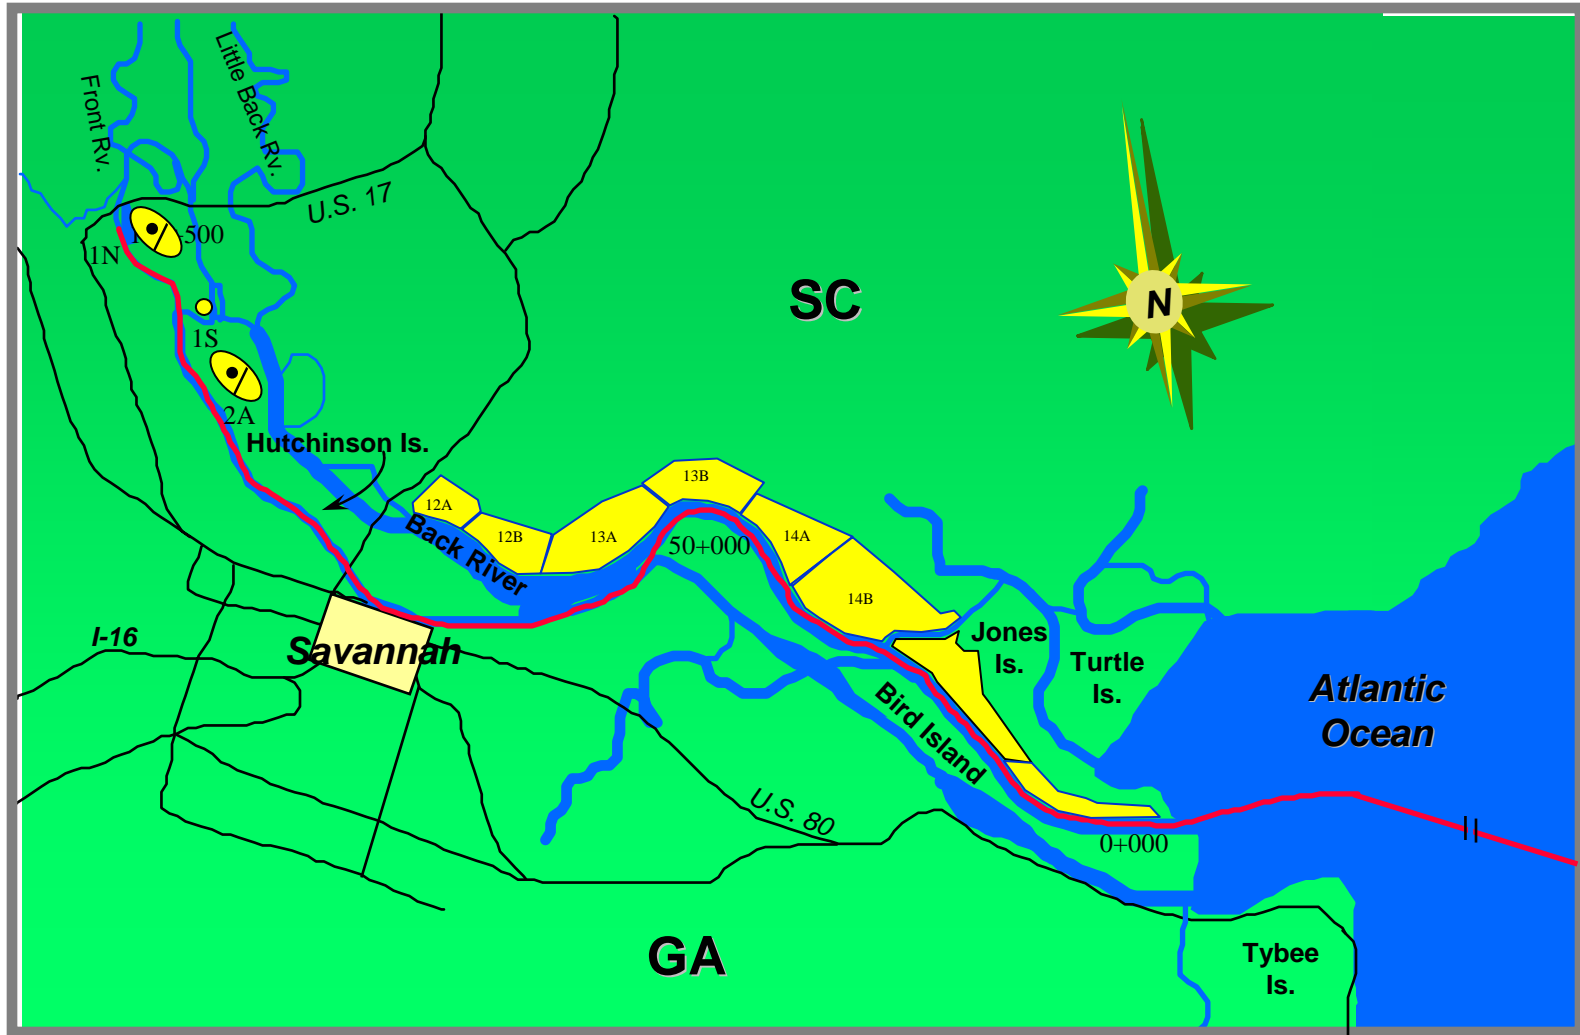 Front Rv.
Little Back Rv.
U.S. 17
-500
1N
SC
N
1S
2A
Hutchinson Is.
13B
12A
12B
13A
14A
Back River
50+000
14B
Jones
Is.
I-16
Savannah
Turtle
Is.
Bird Island
Atlantic
Ocean
U.S. 80
0+000
GA
Tybee
Is.